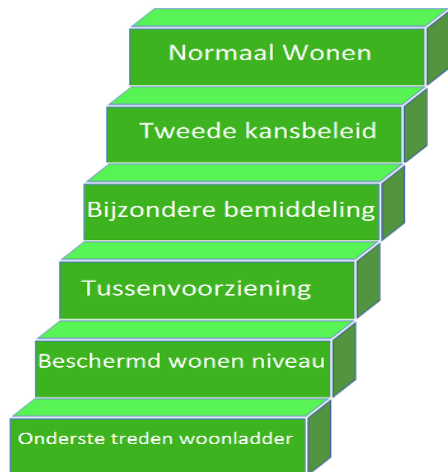 Normaal Wonen
Tweede kansbeleid
Bijzondere bemiddeling
Tussenvoorziening
Beschermd wonen niveau
Onderste treden woonladder